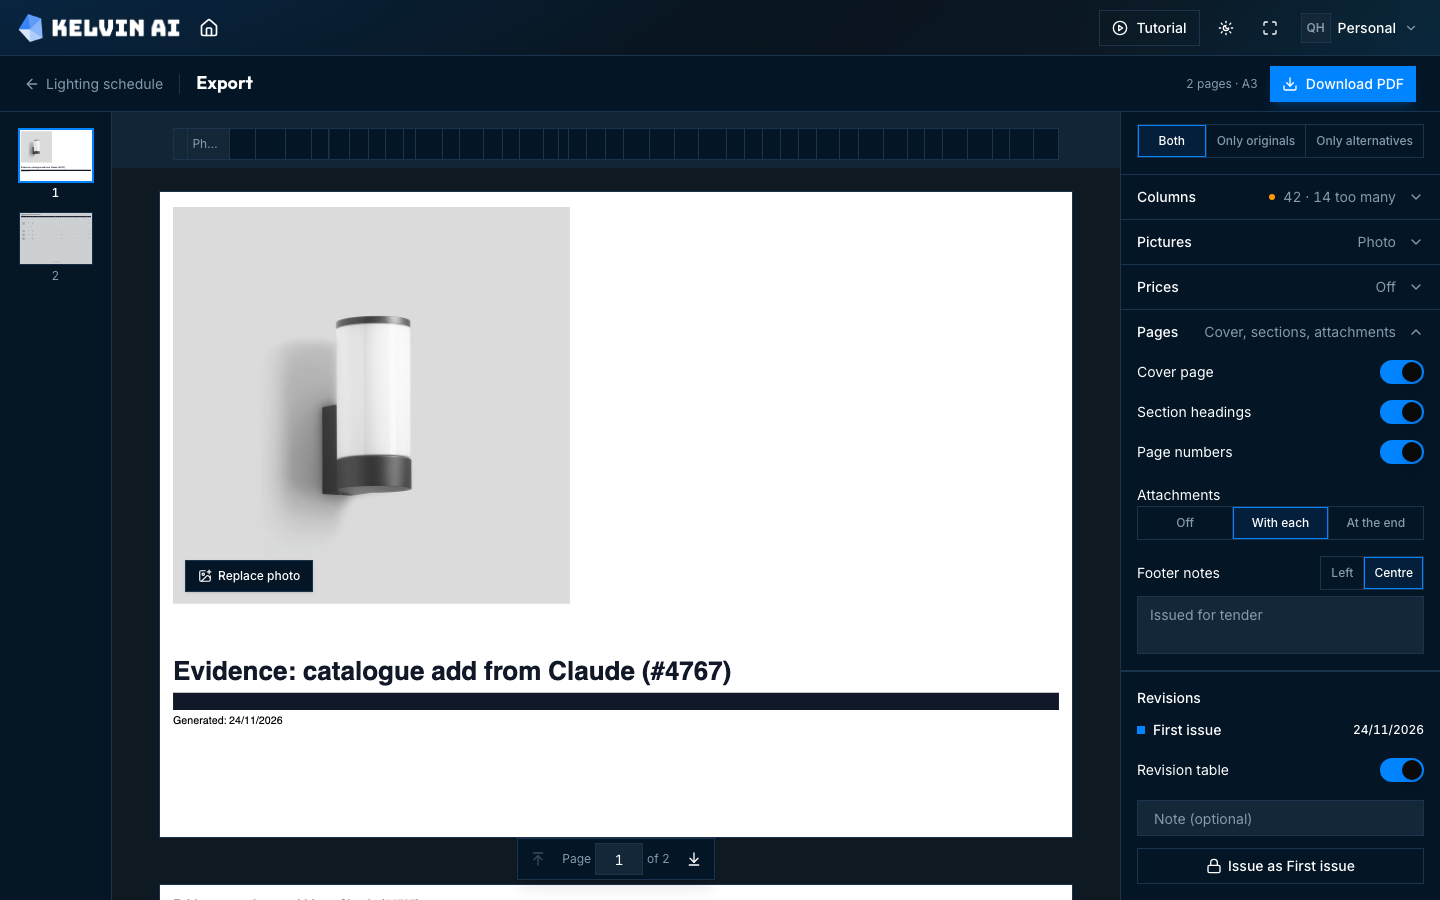 KELVIN AI
Tutorial
QH
Personal
Lighting schedule
Export
2 pages · A3
Download PDF
1
2
Ph...
Replace photo
Evidence: catalogue add from Claude (#4767)
Generated: 24/11/2026
Page 1 of 2
Both
Only originals
Only alternatives
Columns
42 · 14 too many
Pictures
Photo
Prices
Off
Pages
Cover, sections, attachments
Cover page
Section headings
Page numbers
Attachments
Off
With each
At the end
Footer notes
Left
Centre
Issued for tender
Revisions
First issue
24/11/2026
Revision table
Note (optional)
Issue as First issue